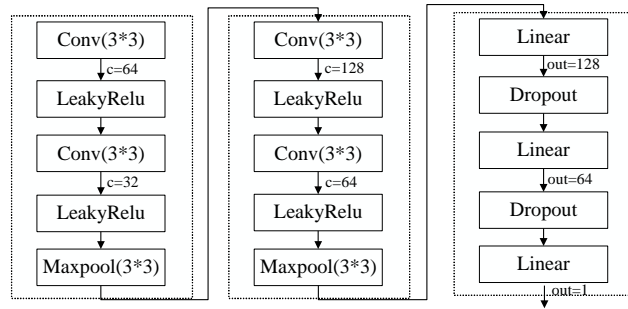 Conv(3*3)
c=64
LeakyRelu
Conv(3*3)
c=32
LeakyRelu
Maxpool(3*3)
Conv(3*3)
c=128
LeakyRelu
Conv(3*3)
c=64
LeakyRelu
Maxpool(3*3)
Linear
out=128
Dropout
Linear
out=64
Dropout
Linear
out=1